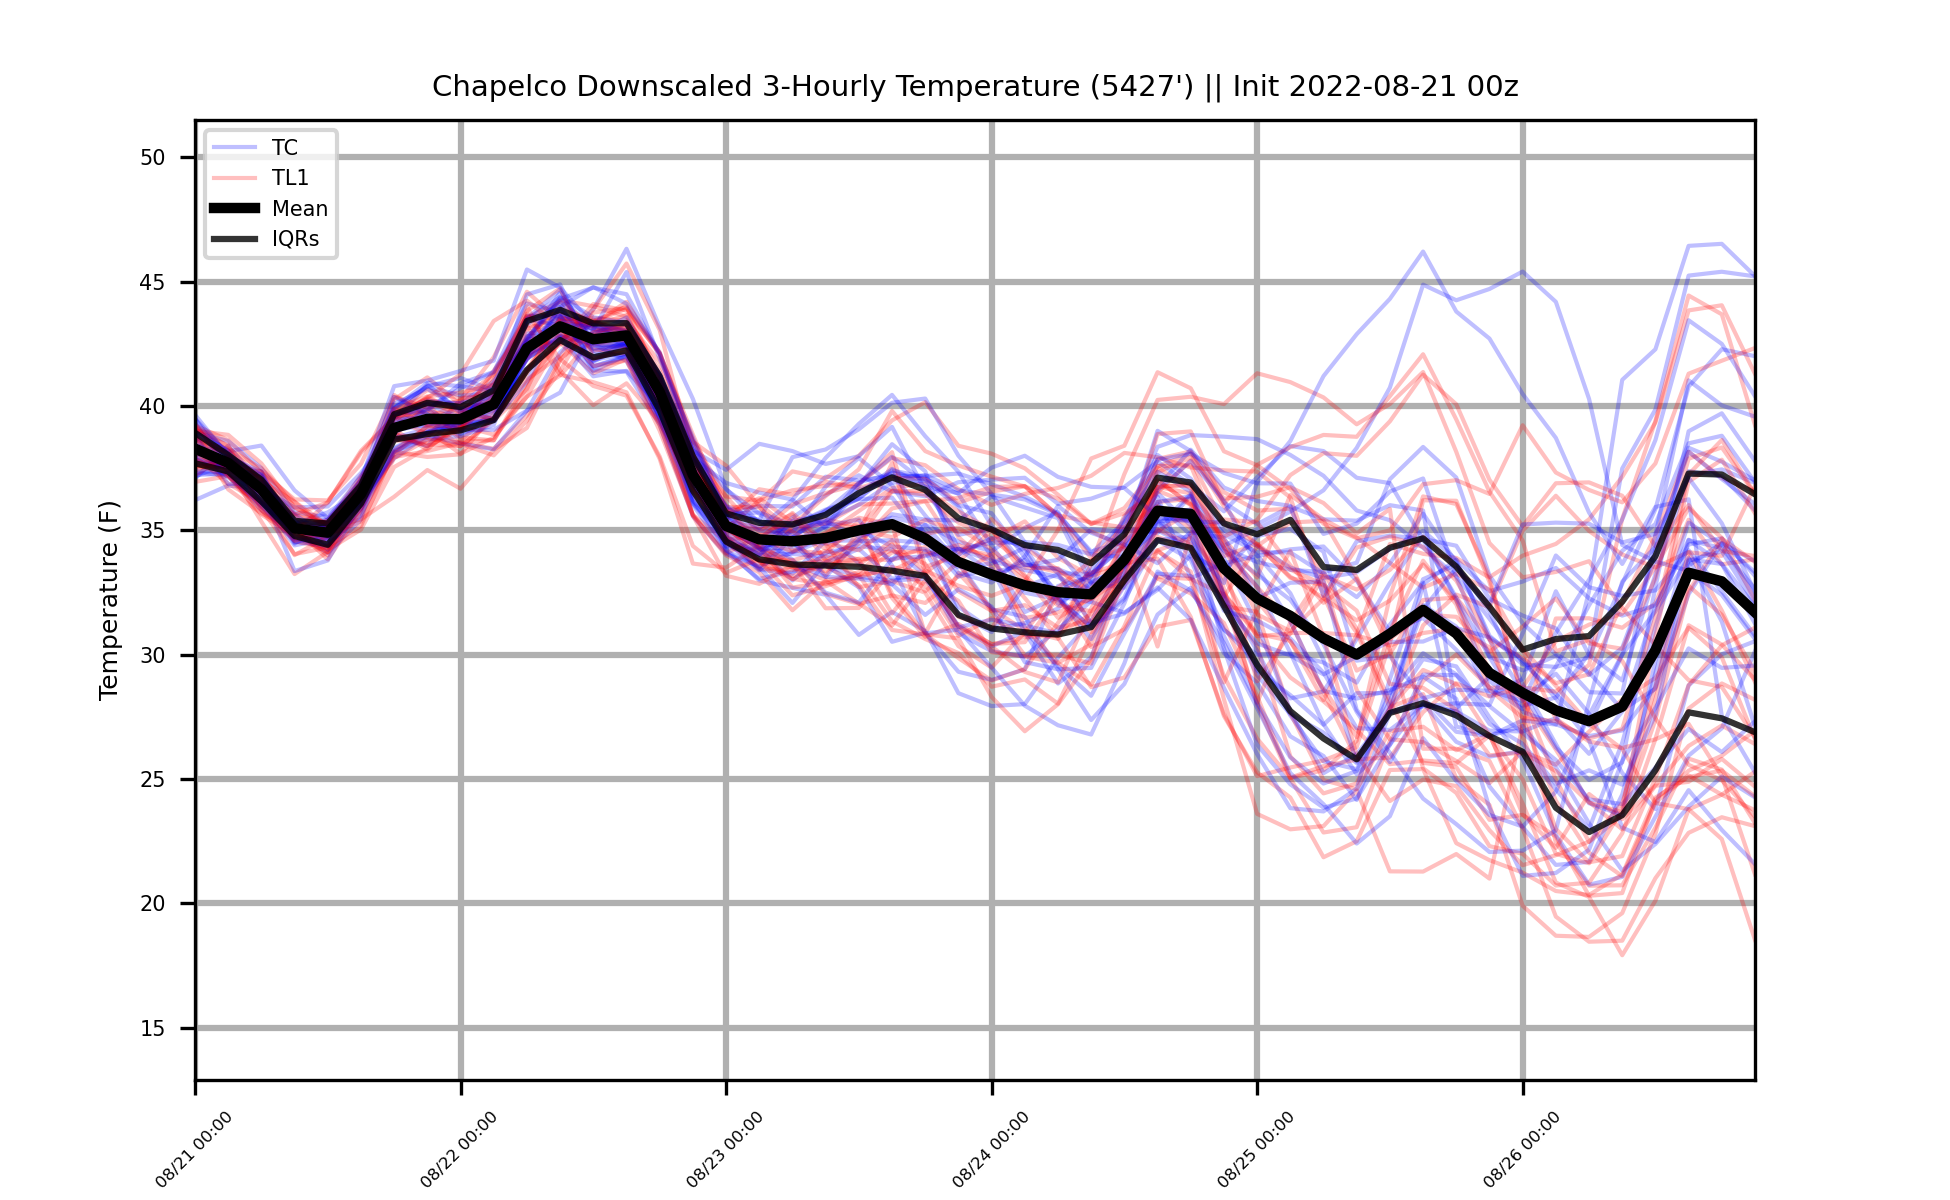 Chapelco Downscaled 3-Hourly Temperature (5427') || Init 2022-08-21 00z
TC
TL1
Mean
IQRs
Temperature (F)
50
45
40
35
30
25
20
15
08/21 00:00
08/22 00:00
08/23 00:00
08/24 00:00
08/25 00:00
08/26 00:00